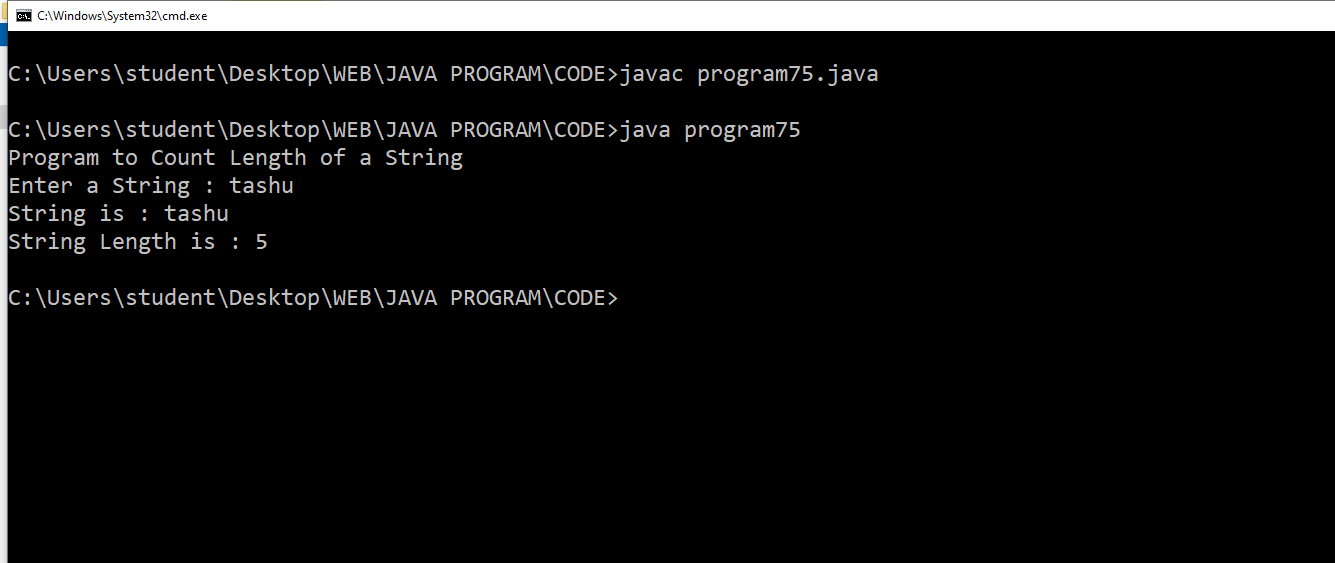 C:\Windows\System32\cmd.exe
C:\Users\student\Desktop\WEB\JAVA PROGRAM\CODE>javac program75.java
C:\Users\student\Desktop\WEB\JAVA PROGRAM\CODE>java program75
Program to Count Length of a String
Enter a String : tashu
String is : tashu
String Length is : 5
C:\Users\student\Desktop\WEB\JAVA PROGRAM\CODE>